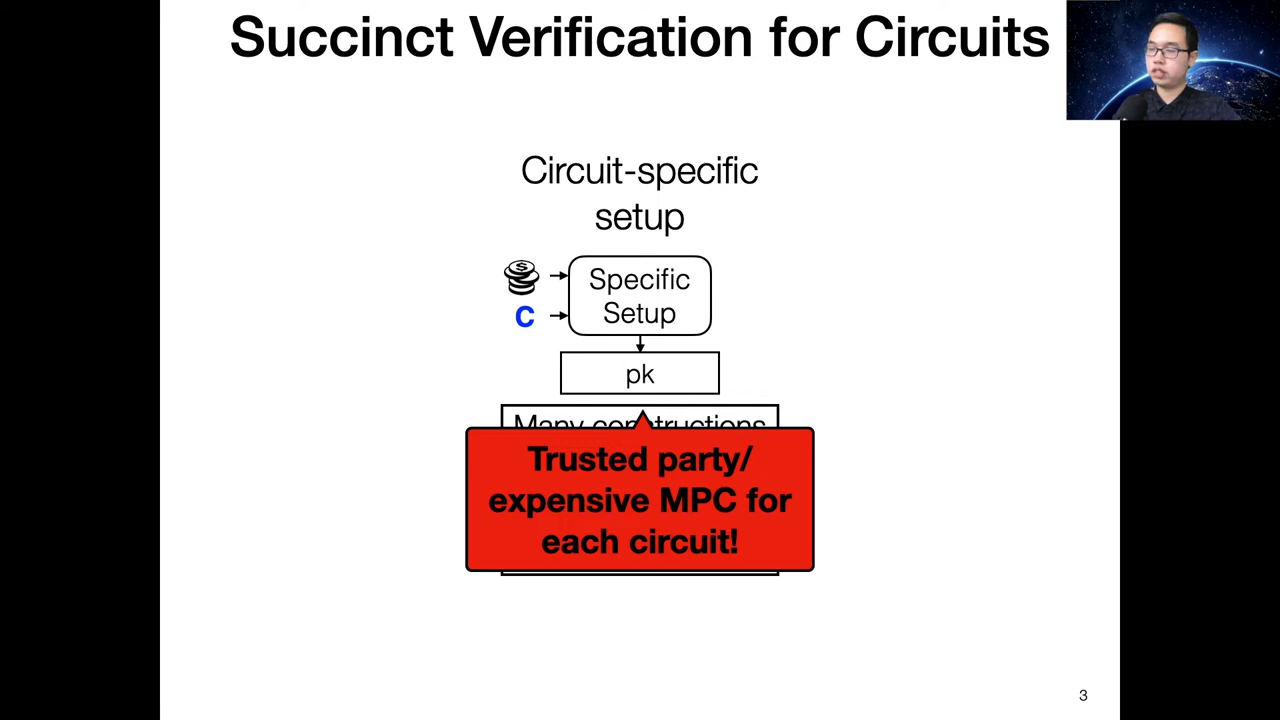 Succinct Verification for Circuits
Circuit-specific
setup
Specific
Setup
C
pk
Many constructions
Trusted party/
expensive MPC for
each circuit!
3